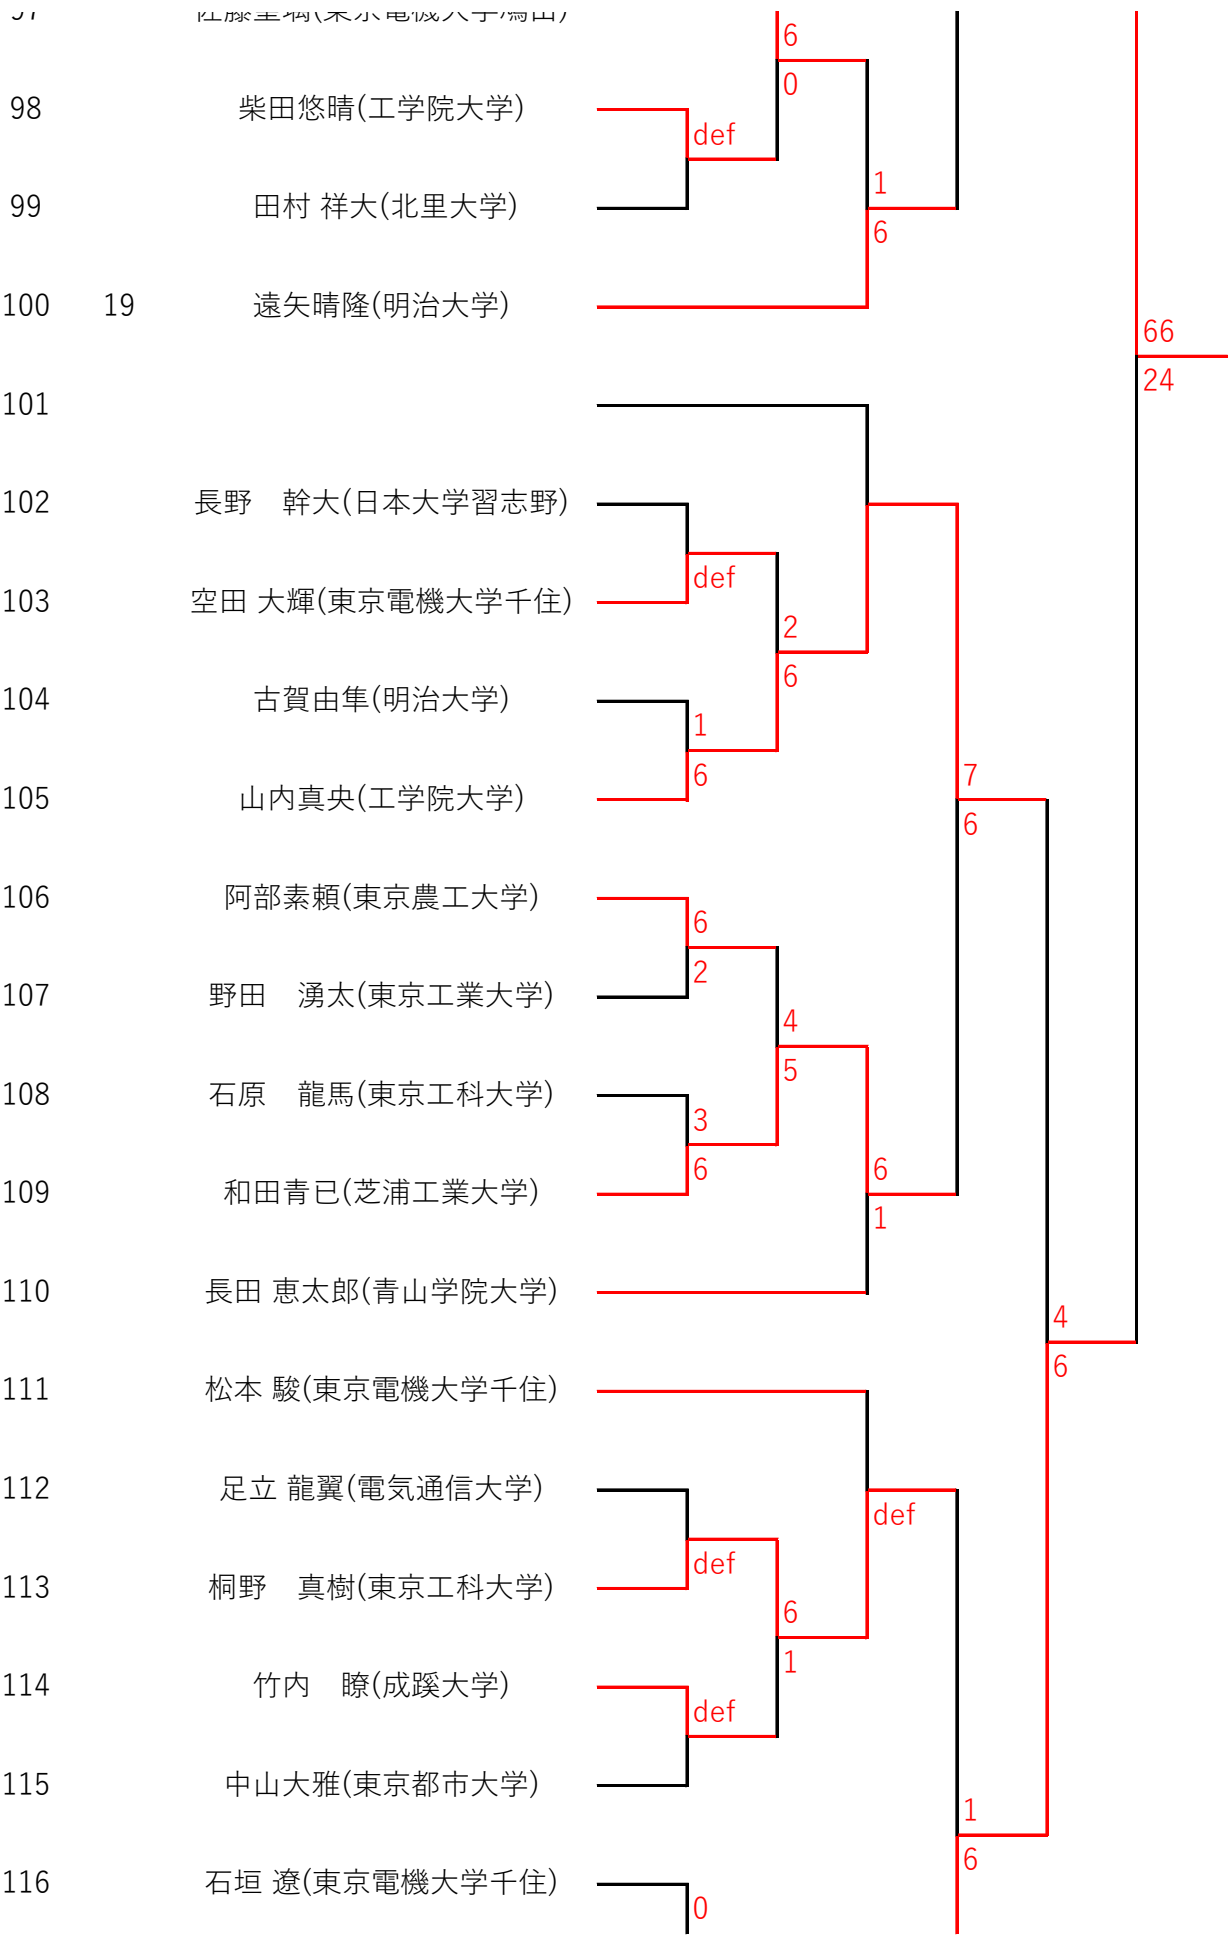 6
0
98 柴田悠晴(工学院大学)
def
1
99 田村 祥大(北里大学)
6
100 19 遠矢晴隆(明治大学)
66
24
101
102 長野　幹大(日本大学習志野)
def
103 空田 大輝(東京電機大学千住)
2
6
104 古賀由隼(明治大学)
1
6
7
105 山内真央(工学院大学)
6
106 阿部素頼(東京農工大学)
6
2
107 野田　湧太(東京工業大学)
4
5
108 石原　龍馬(東京工科大学)
3
6
6
109 和田青已(芝浦工業大学)
1
110 長田 恵太郎(青山学院大学)
4
6
111 松本 駿(東京電機大学千住)
112 足立 龍翼(電気通信大学)
def
def
113 桐野　真樹(東京工科大学)
6
1
114 竹内　瞭(成蹊大学)
def
115 中山大雅(東京都市大学)
1
6
116 石垣 遼(東京電機大学千住)
0